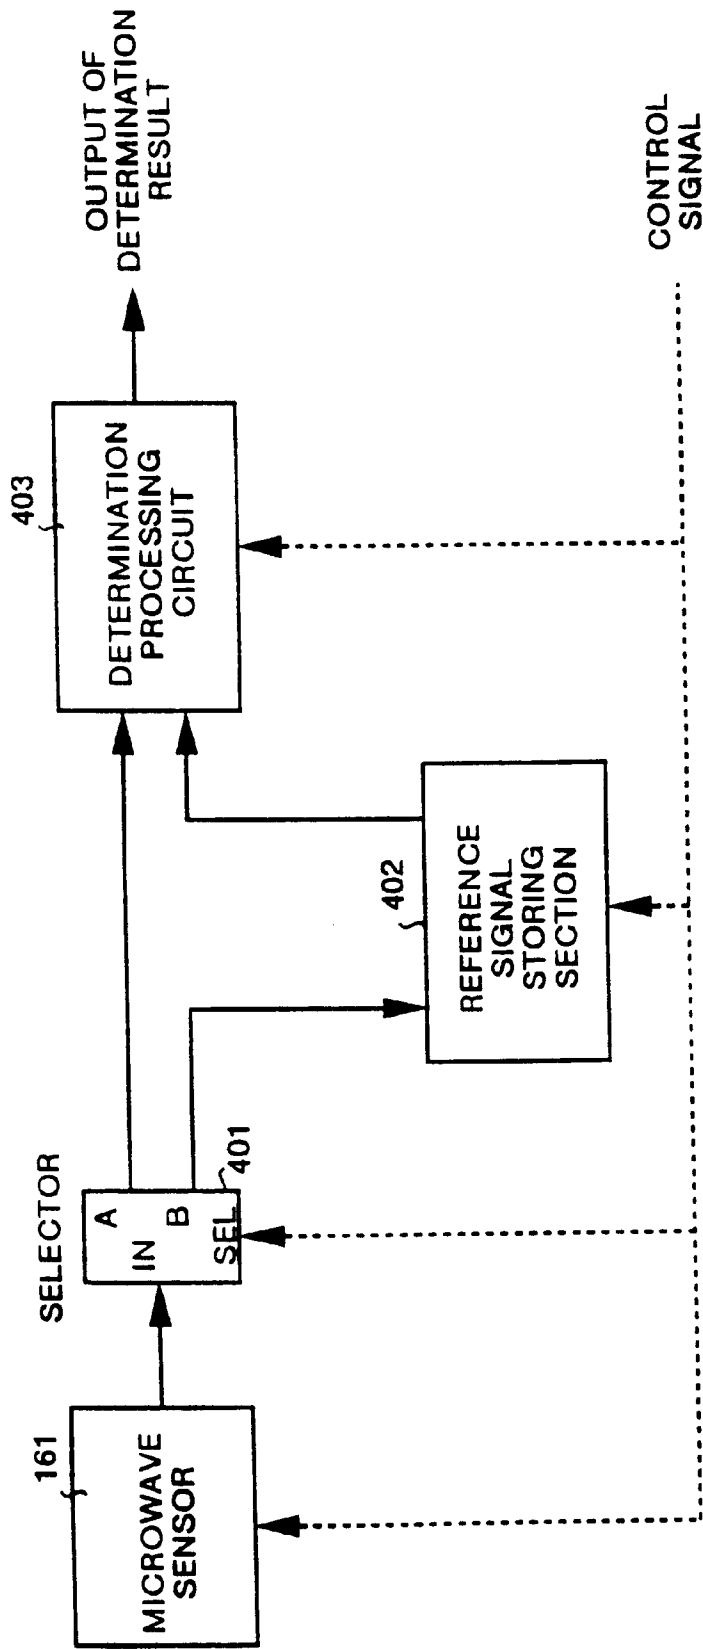 161
MICROWAVE
SENSOR
SELECTOR
A
IN
B
SEL
401
402
REFERENCE
SIGNAL
STORING
SECTION
403
DETERMINATION
PROCESSING
CIRCUIT
OUTPUT OF
DETERMINATION
RESULT
CONTROL
SIGNAL